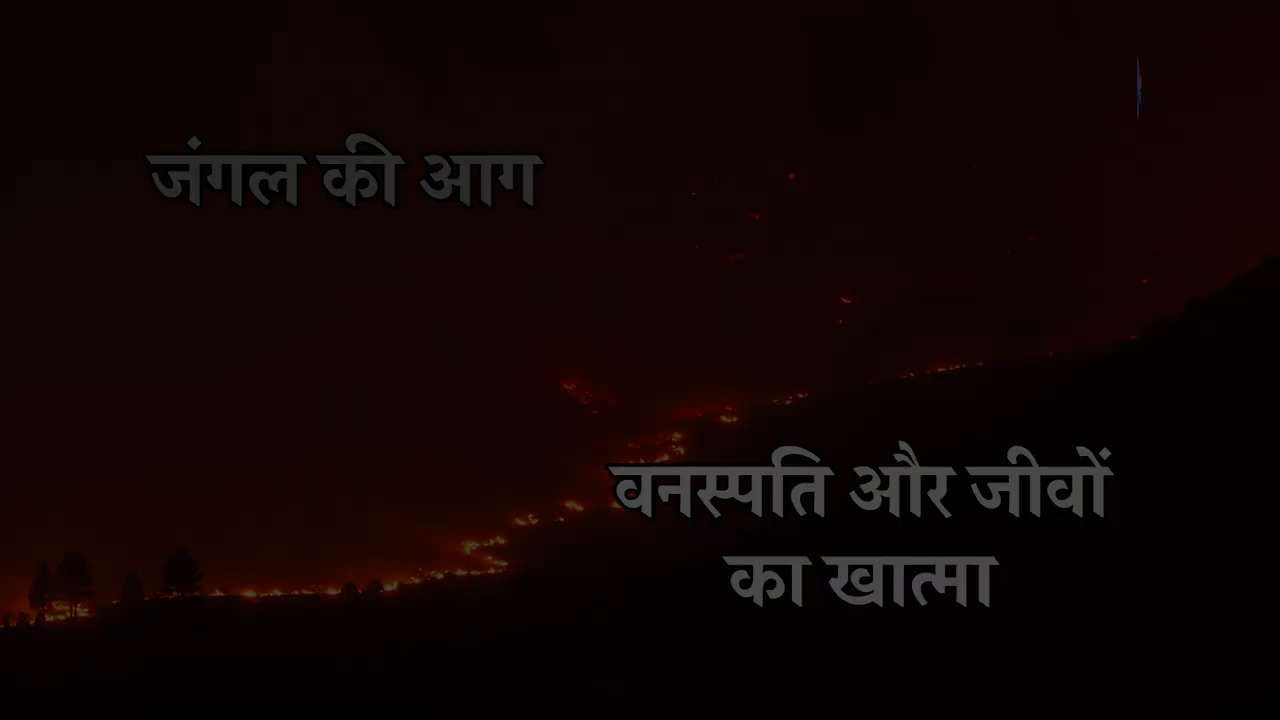 जंगल की आग
वनस्पति और जीवों
का खात्मा